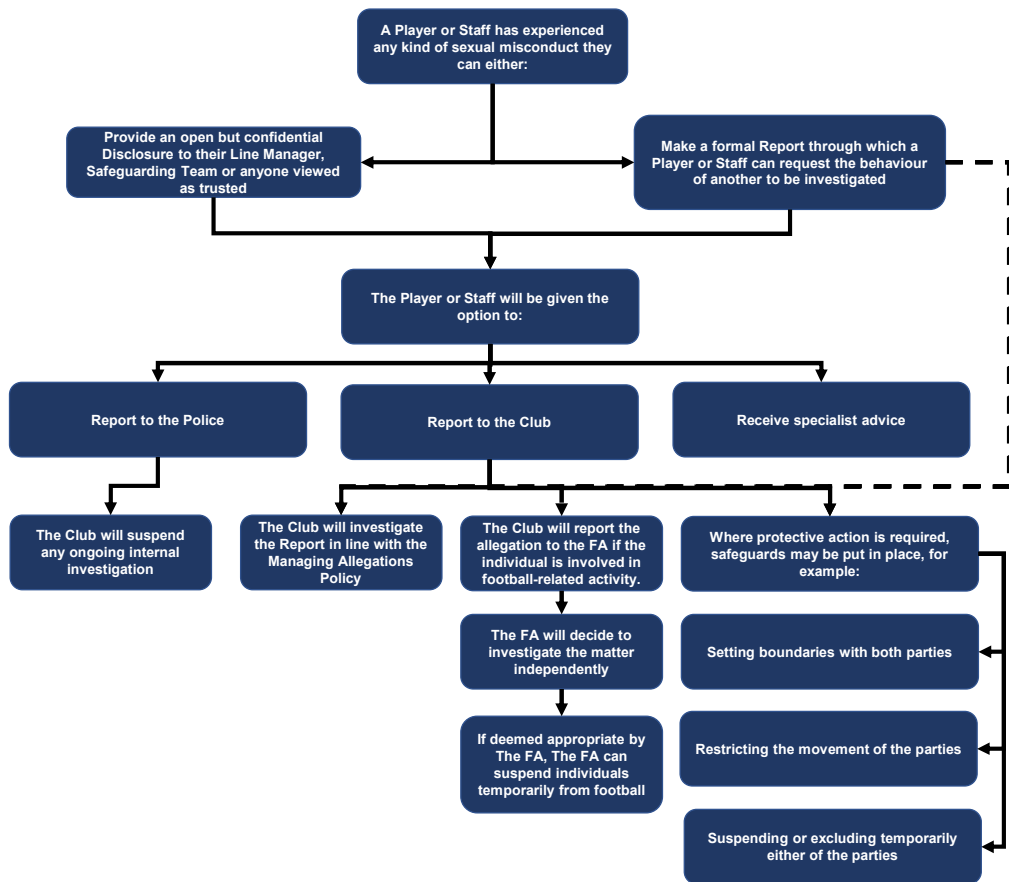 A Player or Staff has experienced
any kind of sexual misconduct they
can either:
Provide an open but confidential
Disclosure to their Line Manager,
Safeguarding Team or anyone viewed
as trusted
Make a formal Report through which a
Player or Staff can request the behaviour
of another to be investigated
The Player or Staff will be given the
option to:
Report to the Police
Report to the Club
Receive specialist advice
The Club will suspend
any ongoing internal
investigation
The Club will investigate
the Report in line with the
Managing Allegations
Policy
The Club will report the
allegation to the FA if the
individual is involved in
football-related activity.
Where protective action is required,
safeguards may be put in place, for
example:
The FA will decide to
investigate the matter
independently
Setting boundaries with both parties
If deemed appropriate by
The FA, The FA can
suspend individuals
temporarily from football
Restricting the movement of the parties
Suspending or excluding temporarily
either of the parties